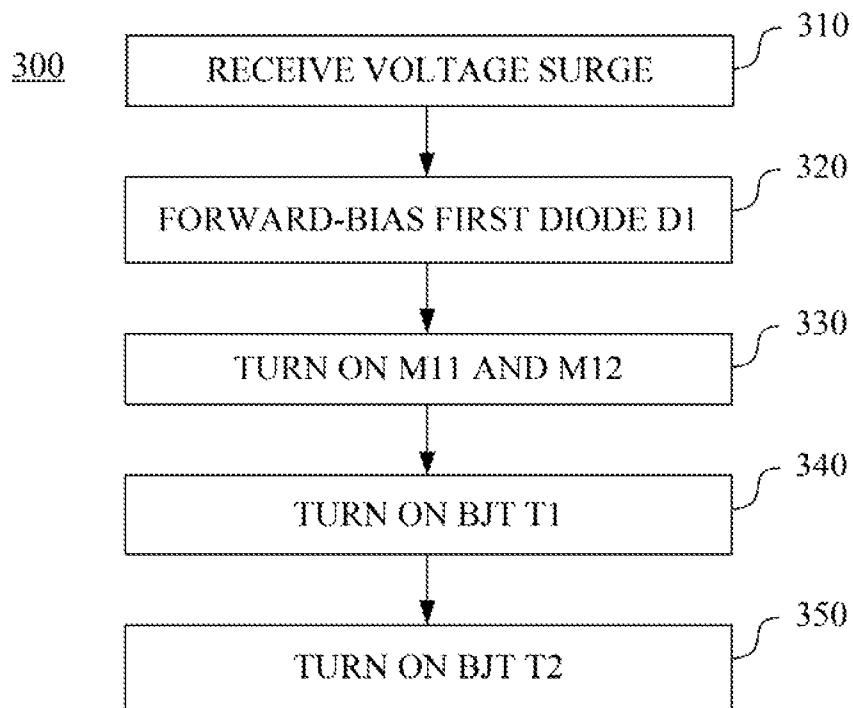 300
310
RECEIVE VOLTAGE SURGE
320
FORWARD-BIAS FIRST DIODE D1
330
TURN ON M11 AND M12
340
TURN ON BJT T1
350
TURN ON BJT T2